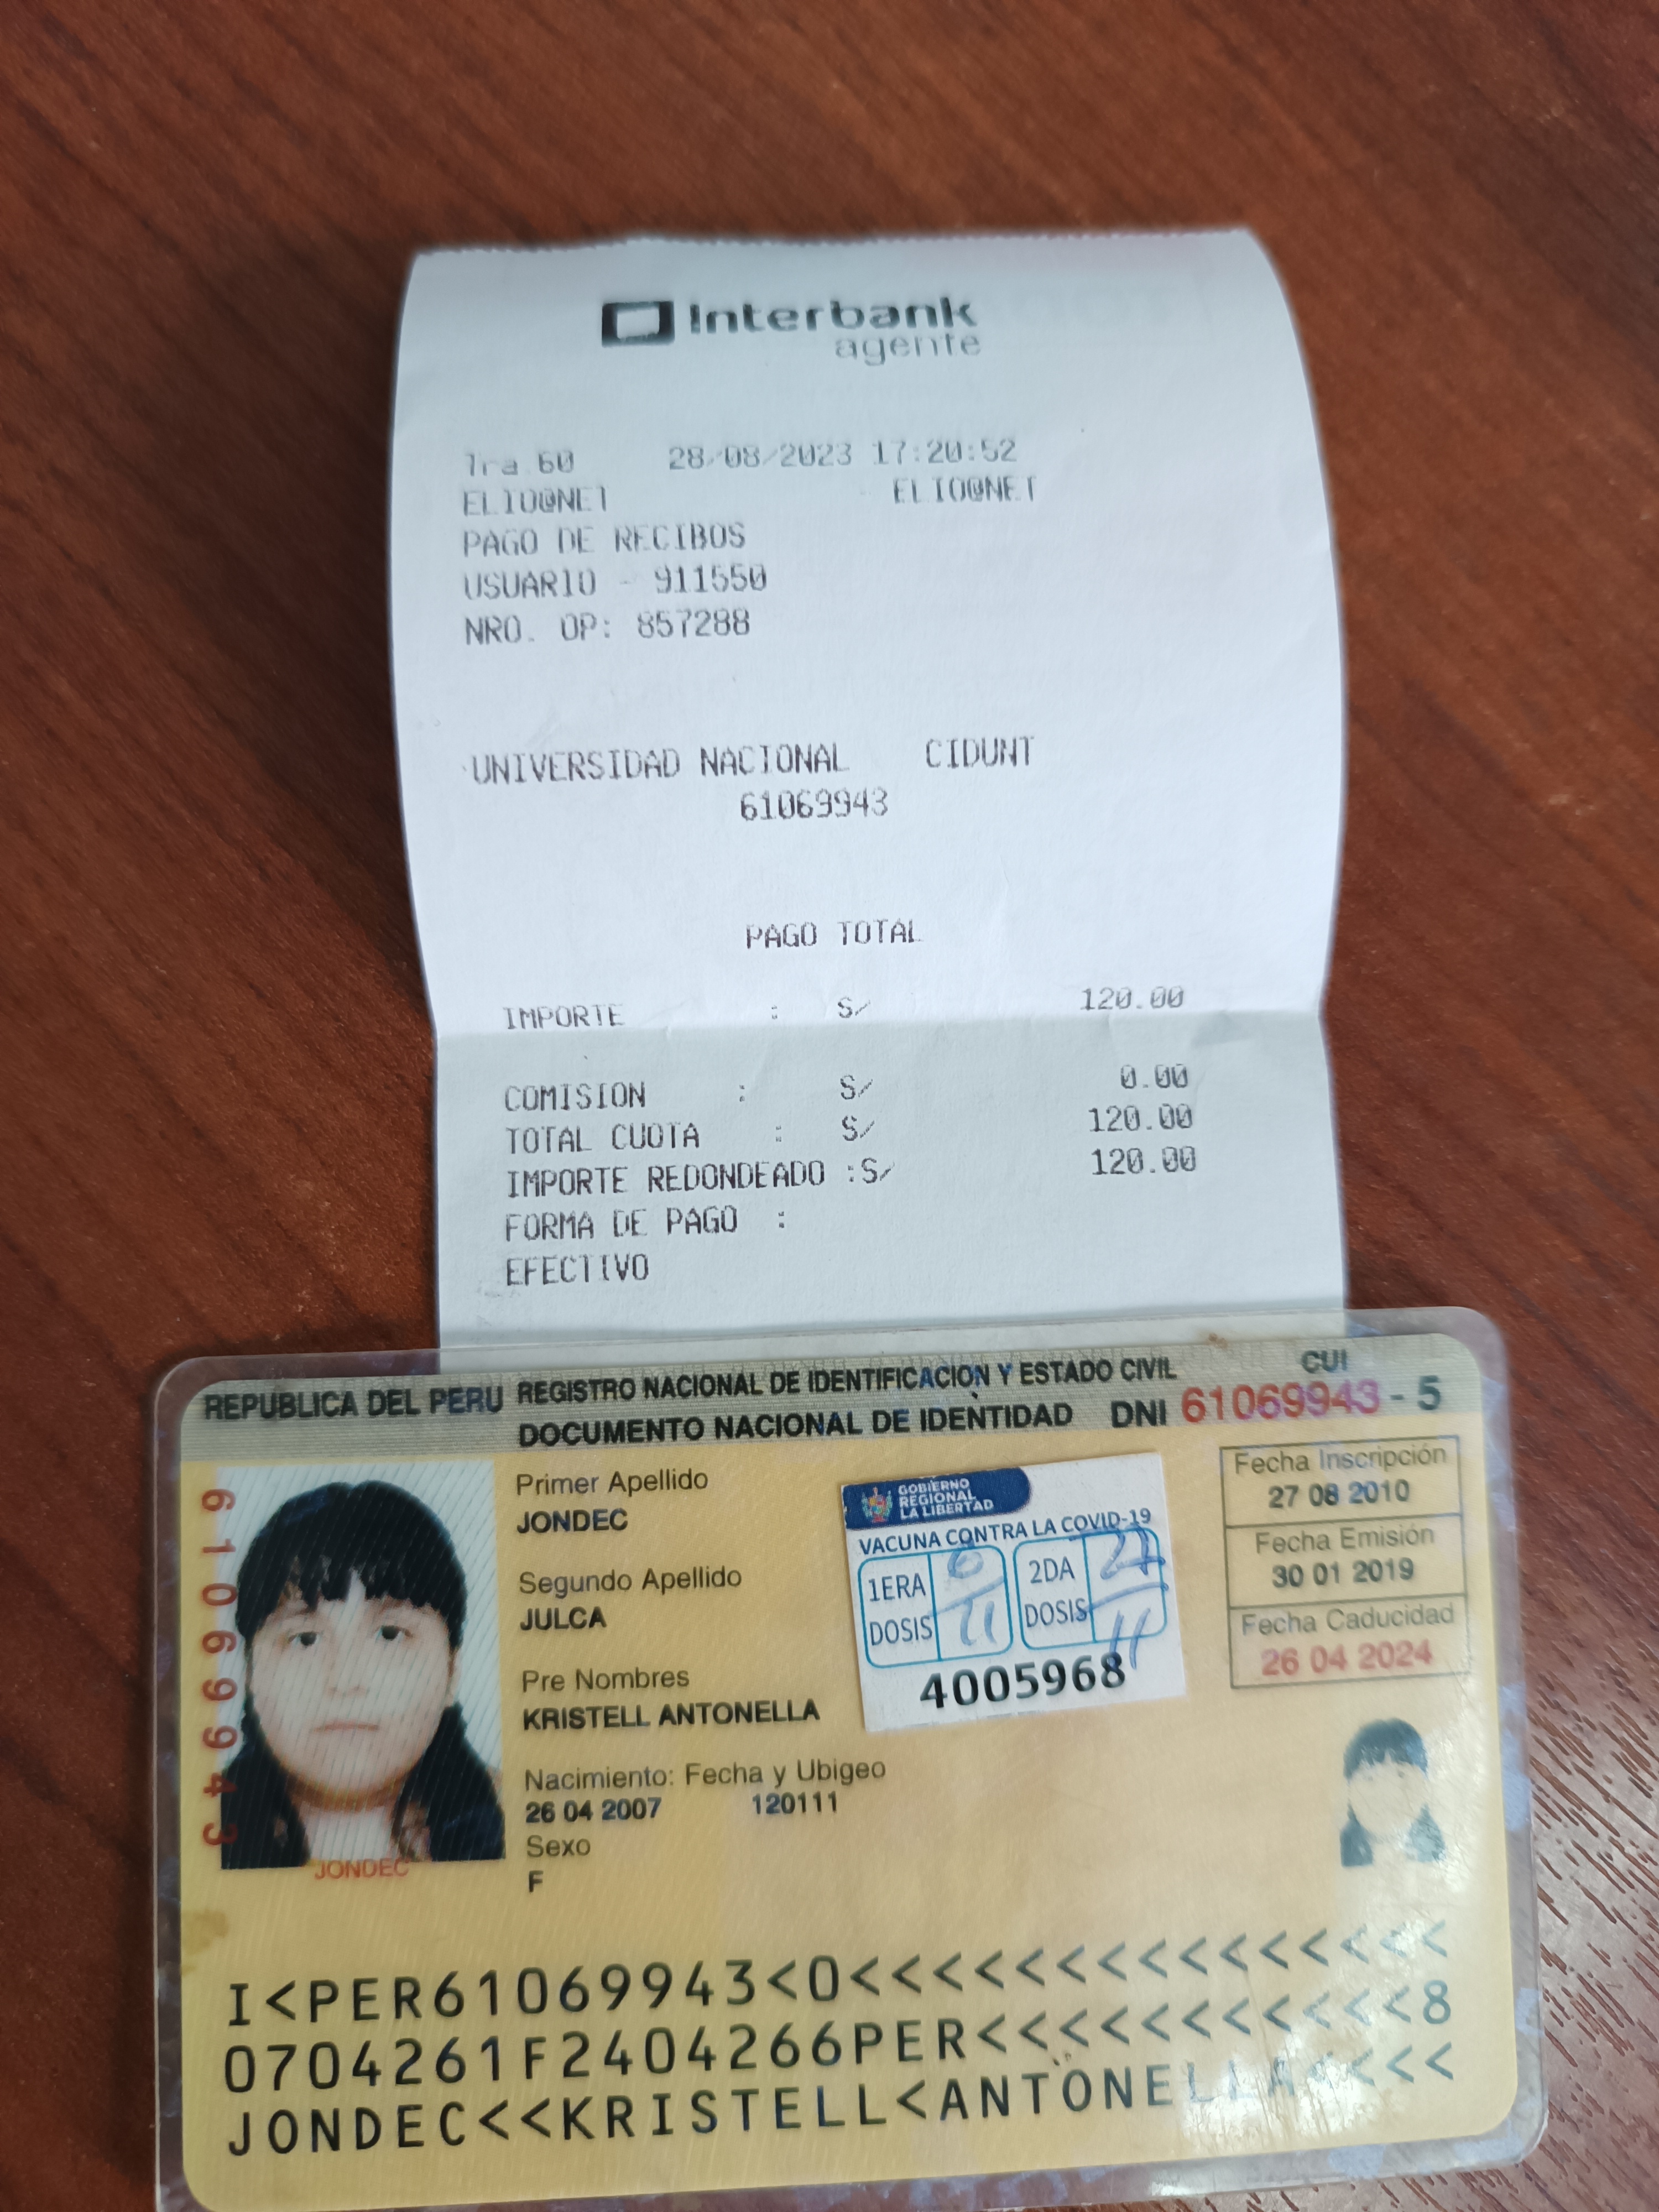 Interbank
agente
Tra 60 28/08/2023 17:20:52
ELIO@NET ELIO@NET
PAGO DE RECIBOS
USUARIO - 911550
NRO. OP: 857288
UNIVERSIDAD NACIONAL CIDUNT
61069943
PAGO TOTAL
IMPORTE : S/ 120.00
COMISION : S/ 0.00
TOTAL CUOTA : S/ 120.00
IMPORTE REDONDEADO :S/ 120.00
FORMA DE PAGO :
EFECTIVO
REPUBLICA DEL PERU REGISTRO NACIONAL DE IDENTIFICACION Y ESTADO CIVIL CUI
DOCUMENTO NACIONAL DE IDENTIDAD DNI 61069943 - 5
61069943
JONDEC
Primer Apellido
JONDEC
Segundo Apellido
JULCA
Pre Nombres
KRISTELL ANTONELLA
Nacimiento: Fecha y Ubigeo
26 04 2007 120111
Sexo
F
GOBIERNO
REGIONAL
LA LIBERTAD
VACUNA CONTRA LA COVID-19
1ERA DOSIS
2DA DOSIS 27/11
4005968
Fecha Inscripción
27 08 2010
Fecha Emisión
30 01 2019
Fecha Caducidad
26 04 2024
I<PER61069943<0<<<<<<<<<<<<<<<
0704261F2404266PER<<<<<<<<<<<8
JONDEC<<KRISTELL<ANTONELLA<<<<